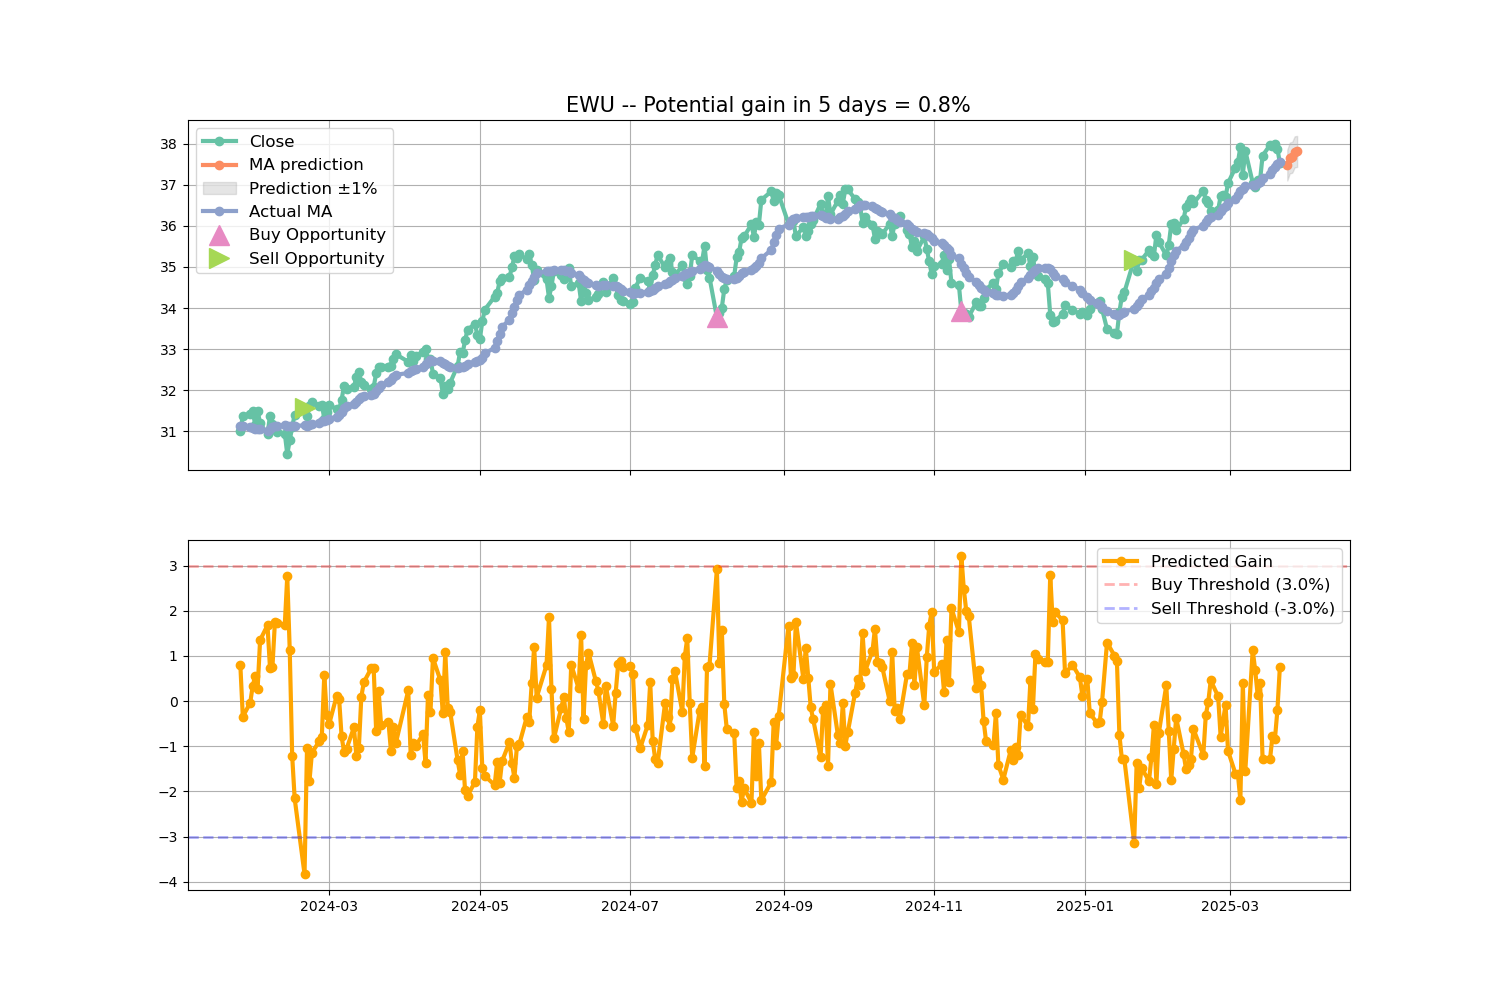 EWU -- Potential gain in 5 days = 0.8%
Close
MA prediction
Prediction ±1%
Actual MA
Buy Opportunity
Sell Opportunity
38
37
36
35
34
33
32
31
Predicted Gain
Buy Threshold (3.0%)
Sell Threshold (-3.0%)
3
2
1
0
−1
−2
−3
−4
2024-03
2024-05
2024-07
2024-09
2024-11
2025-01
2025-03